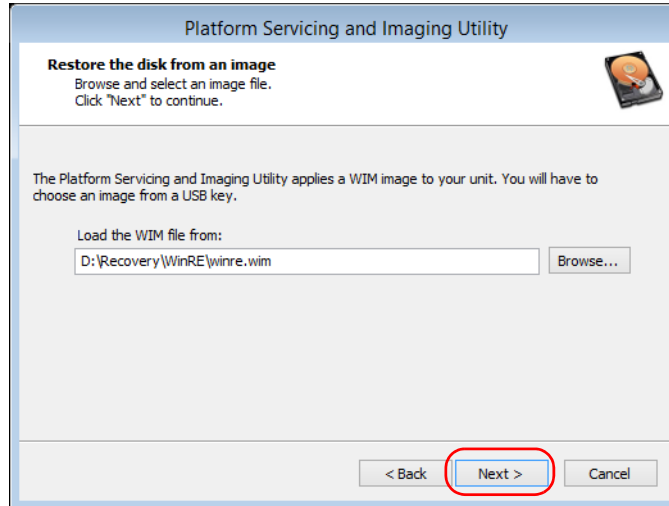 Platform Servicing and Imaging Utility
Restore the disk from an image
Browse and select an image file.
Click "Next" to continue.
The Platform Servicing and Imaging Utility applies a WIM image to your unit. You will have to
choose an image from a USB key.
Load the WIM file from:
D:\Recovery\WinRE\winre.wim
Browse...
< Back
Next >
Cancel